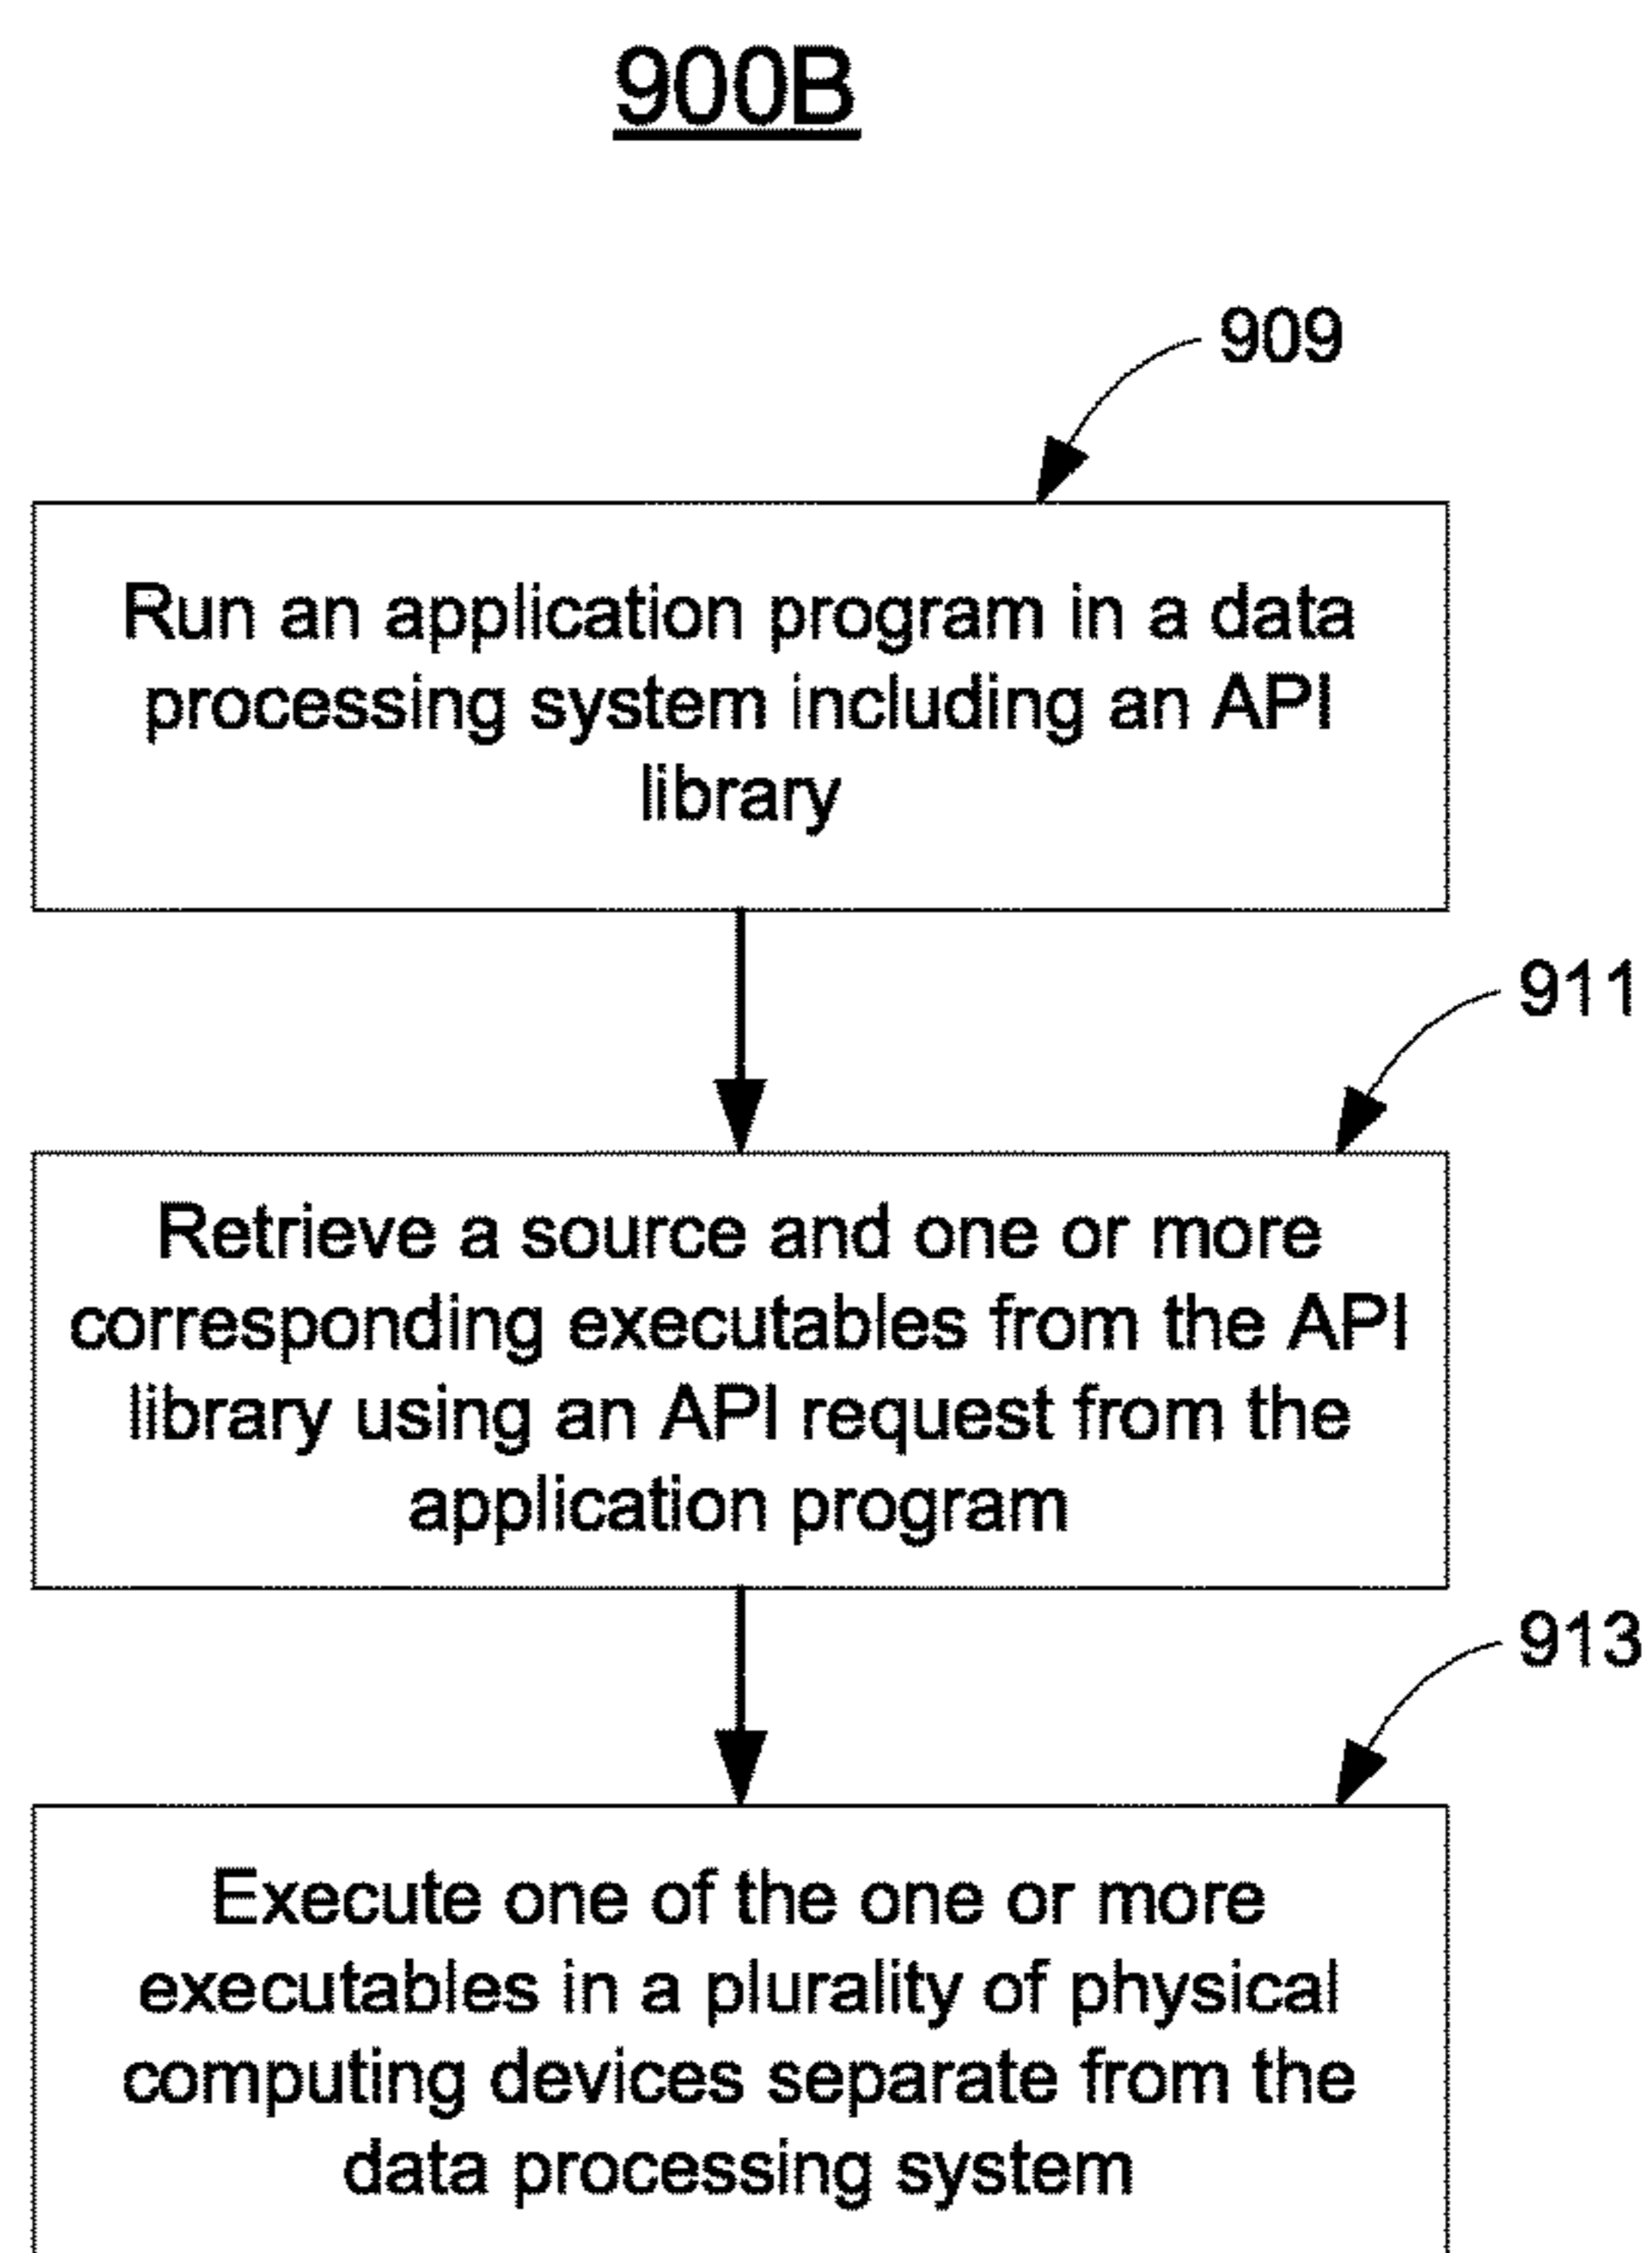 900B
909
Run an application program in a data
processing system including an API
library
911
Retrieve a source and one or more
corresponding executables from the API
library using an API request from the
application program
913
Execute one of the one or more
executables in a plurality of physical
computing devices separate from the
data processing system